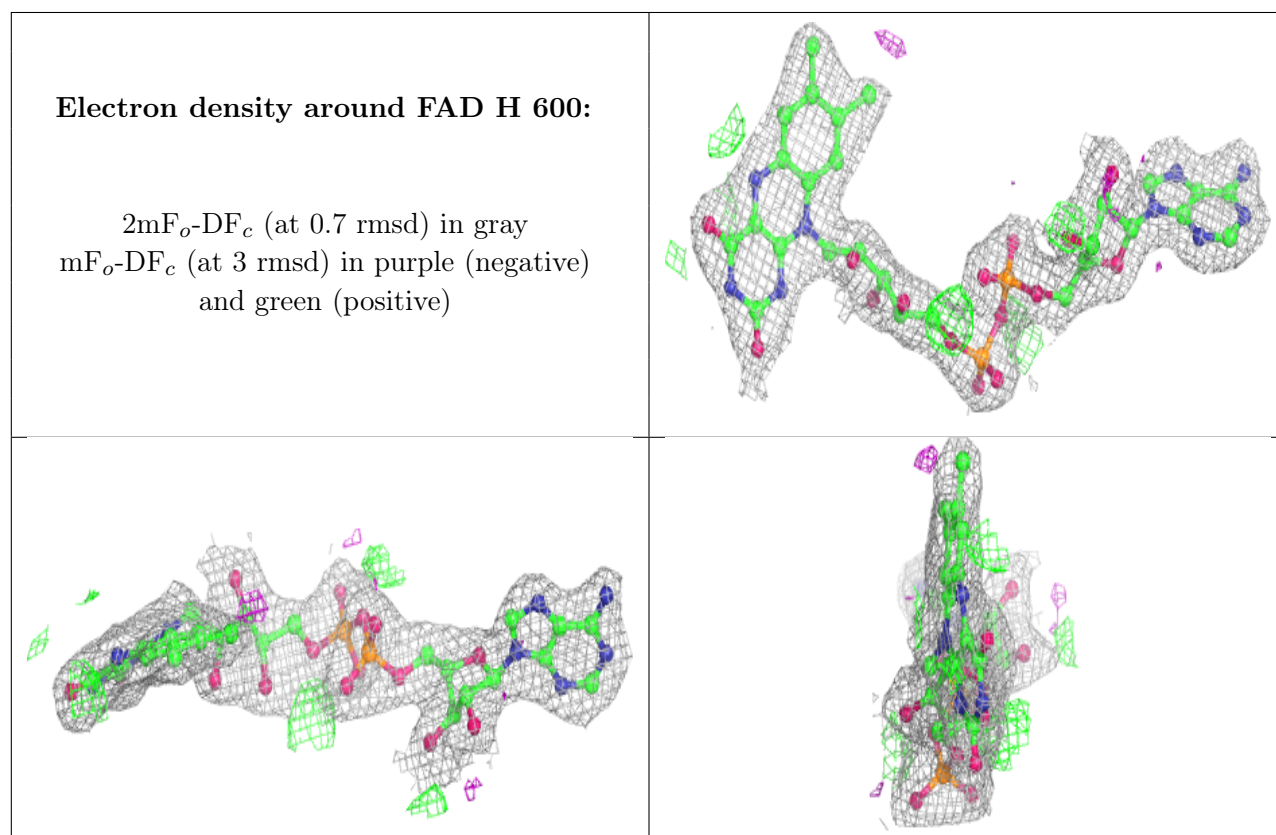 Electron density around FAD H 600:
2mFₒ-DF𝒸 (at 0.7 rmsd) in gray
mFₒ-DF𝒸 (at 3 rmsd) in purple (negative)
and green (positive)